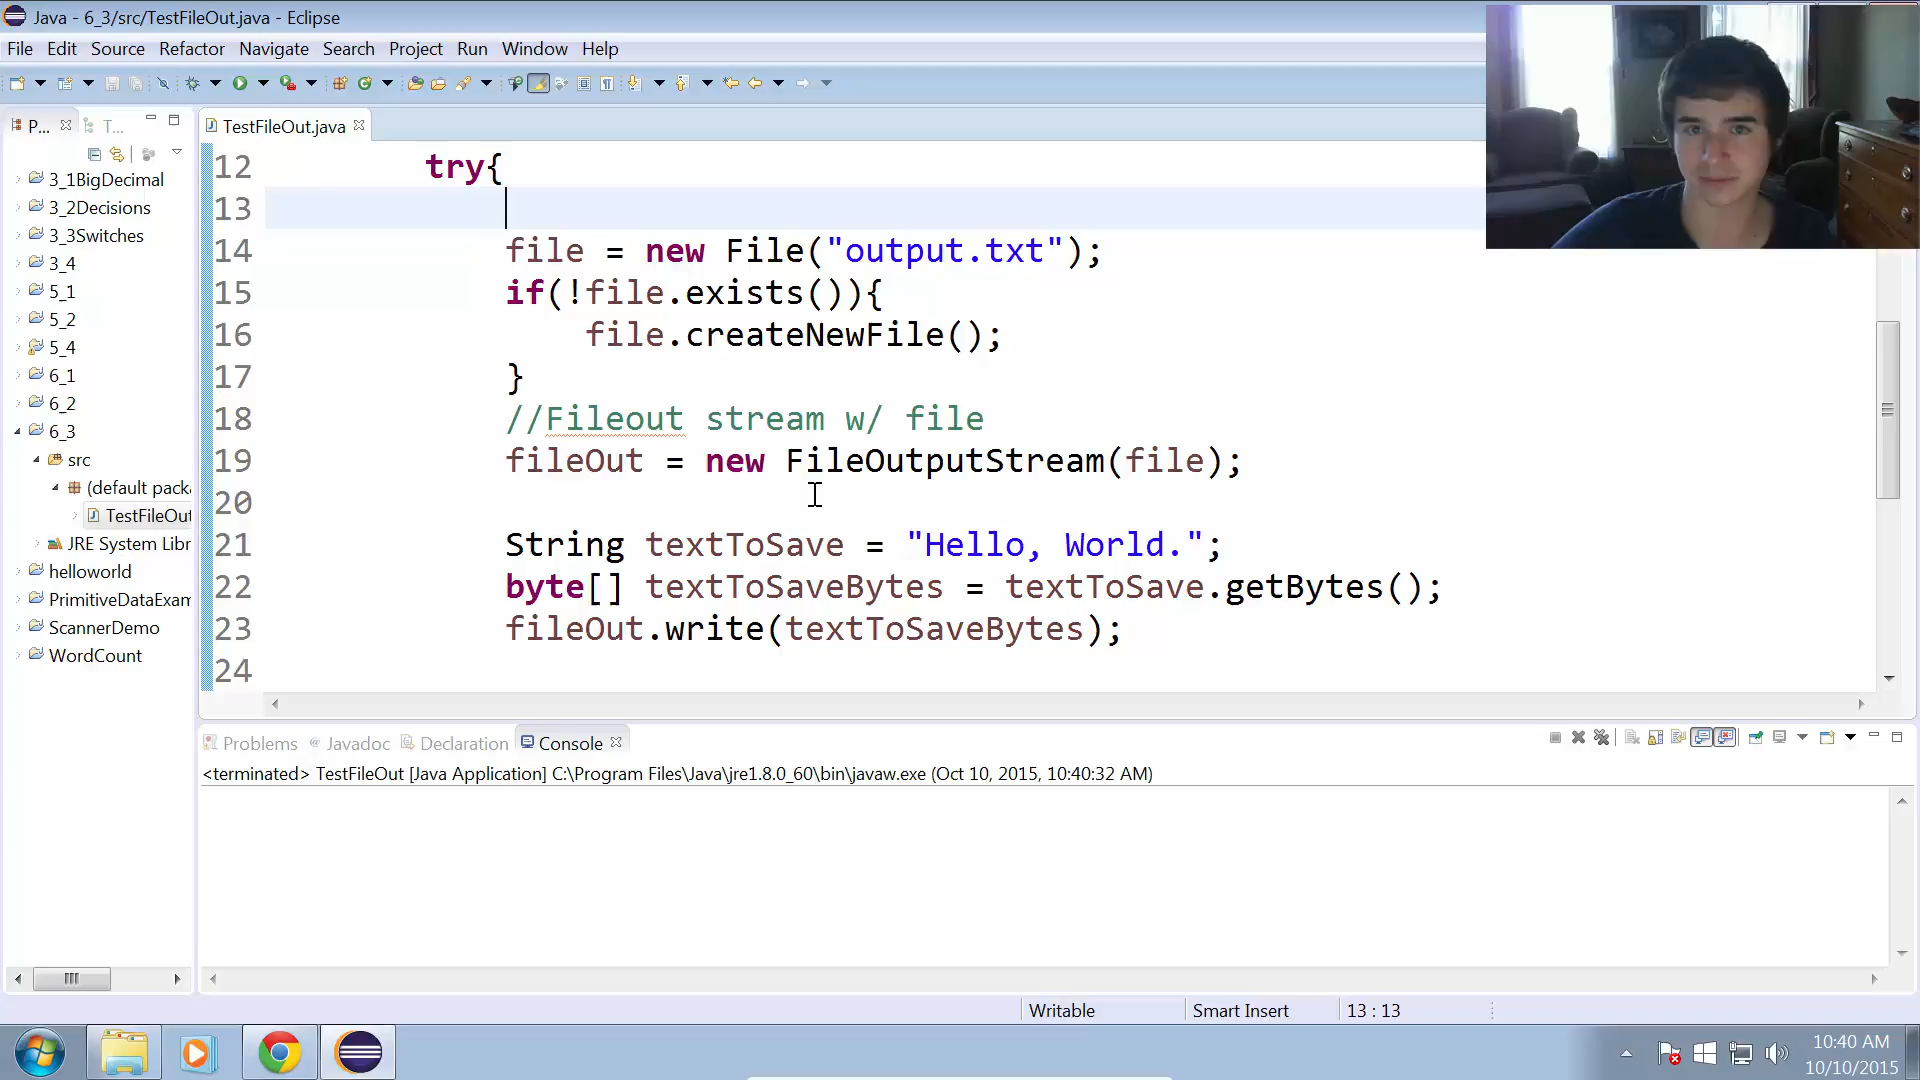 Java - 6_3/src/TestFileOut.java - Eclipse
File Edit Source Refactor Navigate Search Project Run Window Help
P... T...
TestFileOut.java
3_1BigDecimal
3_2Decisions
3_3Switches
3_4
5_1
5_2
5_4
6_1
6_2
6_3
src
(default pack
TestFileOut
JRE System Libr
helloworld
PrimitiveDataExam
ScannerDemo
WordCount
12 try{
13
14 file = new File("output.txt");
15 if(!file.exists()){
16 file.createNewFile();
17 }
18 //Fileout stream w/ file
19 fileOut = new FileOutputStream(file);
20
21 String textToSave = "Hello, World.";
22 byte[] textToSaveBytes = textToSave.getBytes();
23 fileOut.write(textToSaveBytes);
24
Problems @ Javadoc Declaration Console
<terminated> TestFileOut [Java Application] C:\Program Files\Java\jre1.8.0_60\bin\javaw.exe (Oct 10, 2015, 10:40:32 AM)
Writable Smart Insert 13 : 13
10:40 AM
10/10/2015